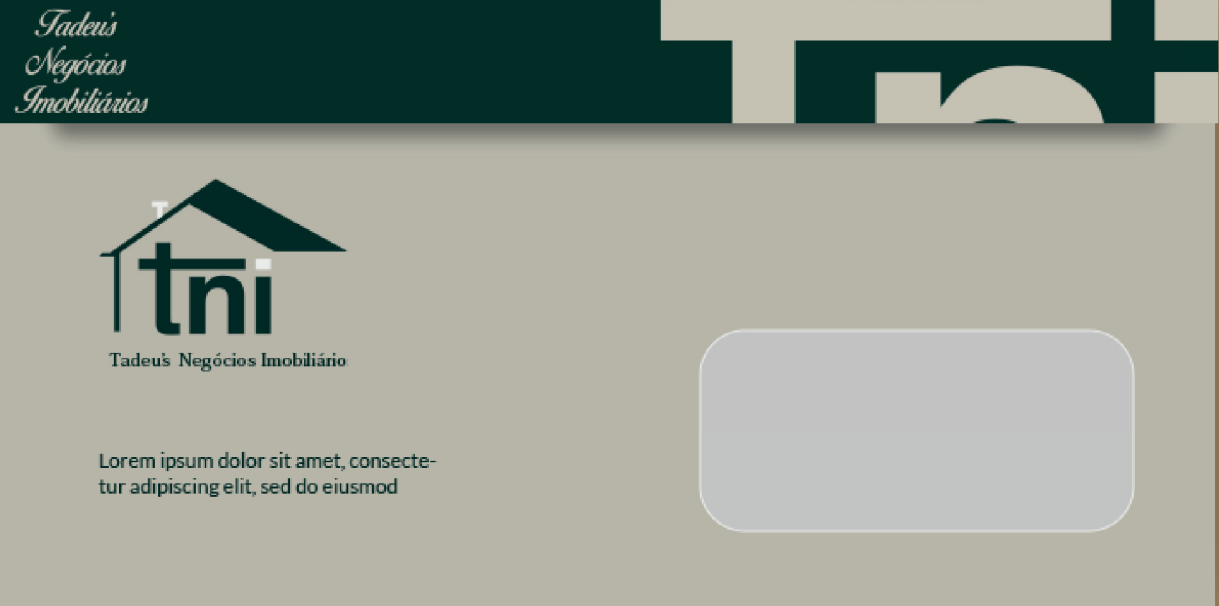 Tadeu's
Negócios
Imobiliários
Tni
T
tni
Tadeu's Negócios Imobiliário
Lorem ipsum dolor sit amet, consecte-
tur adipiscing elit, sed do eiusmod